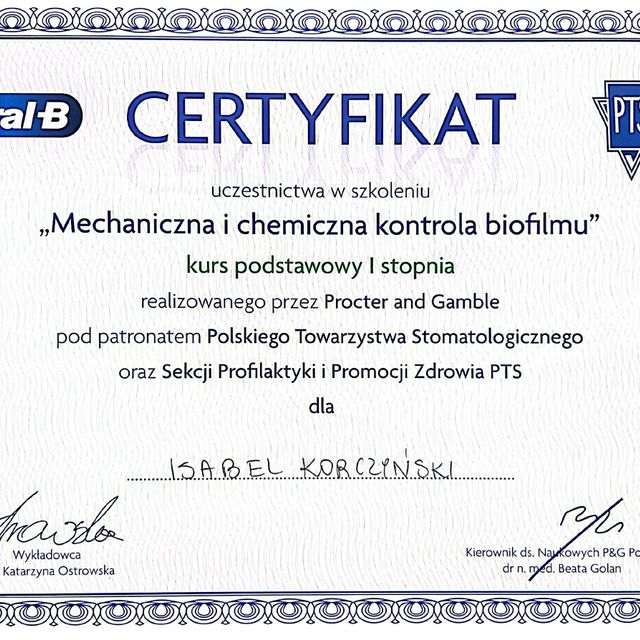 ral-B
CERTYFIKAT
PTS
uczestnictwa w szkoleniu
„Mechaniczna i chemiczna kontrola biofilmu”
kurs podstawowy I stopnia
realizowanego przez Procter and Gamble
pod patronatem Polskiego Towarzystwa Stomatologicznego
oraz Sekcji Profilaktyki i Promocji Zdrowia PTS
dla
ISABEL KORCZYŃSKI
Wykładowca
Katarzyna Ostrowska
Kierownik ds. Naukowych P&G Po
dr n. med. Beata Golan